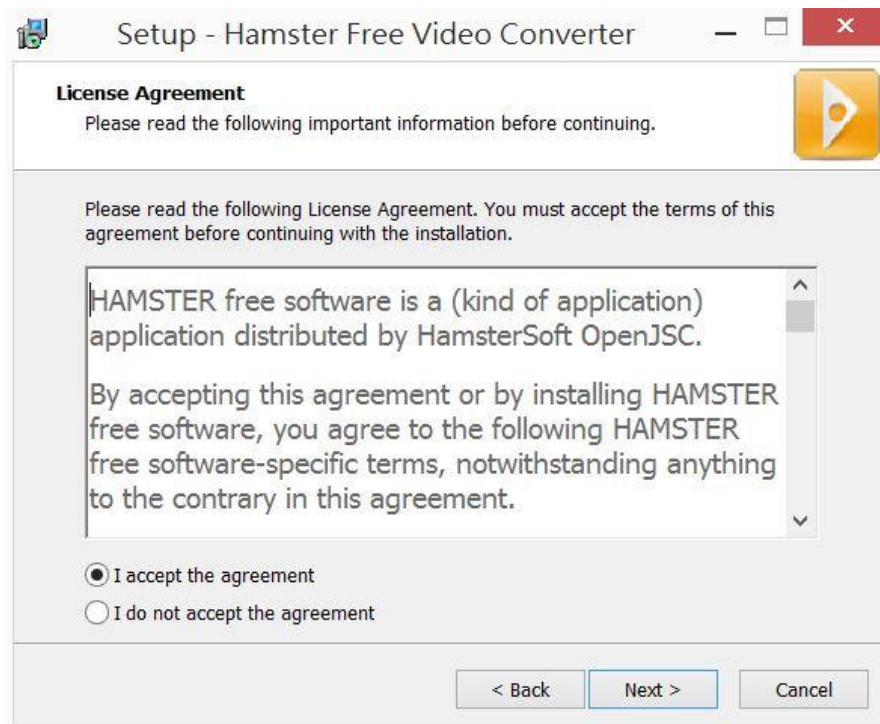 Setup - Hamster Free Video Converter
License Agreement
Please read the following important information before continuing.
Please read the following License Agreement. You must accept the terms of this
agreement before continuing with the installation.
HAMSTER free software is a (kind of application)
application distributed by HamsterSoft OpenJSC.
By accepting this agreement or by installing HAMSTER
free software, you agree to the following HAMSTER
free software-specific terms, notwithstanding anything
to the contrary in this agreement.
I accept the agreement
I do not accept the agreement
< Back Next > Cancel